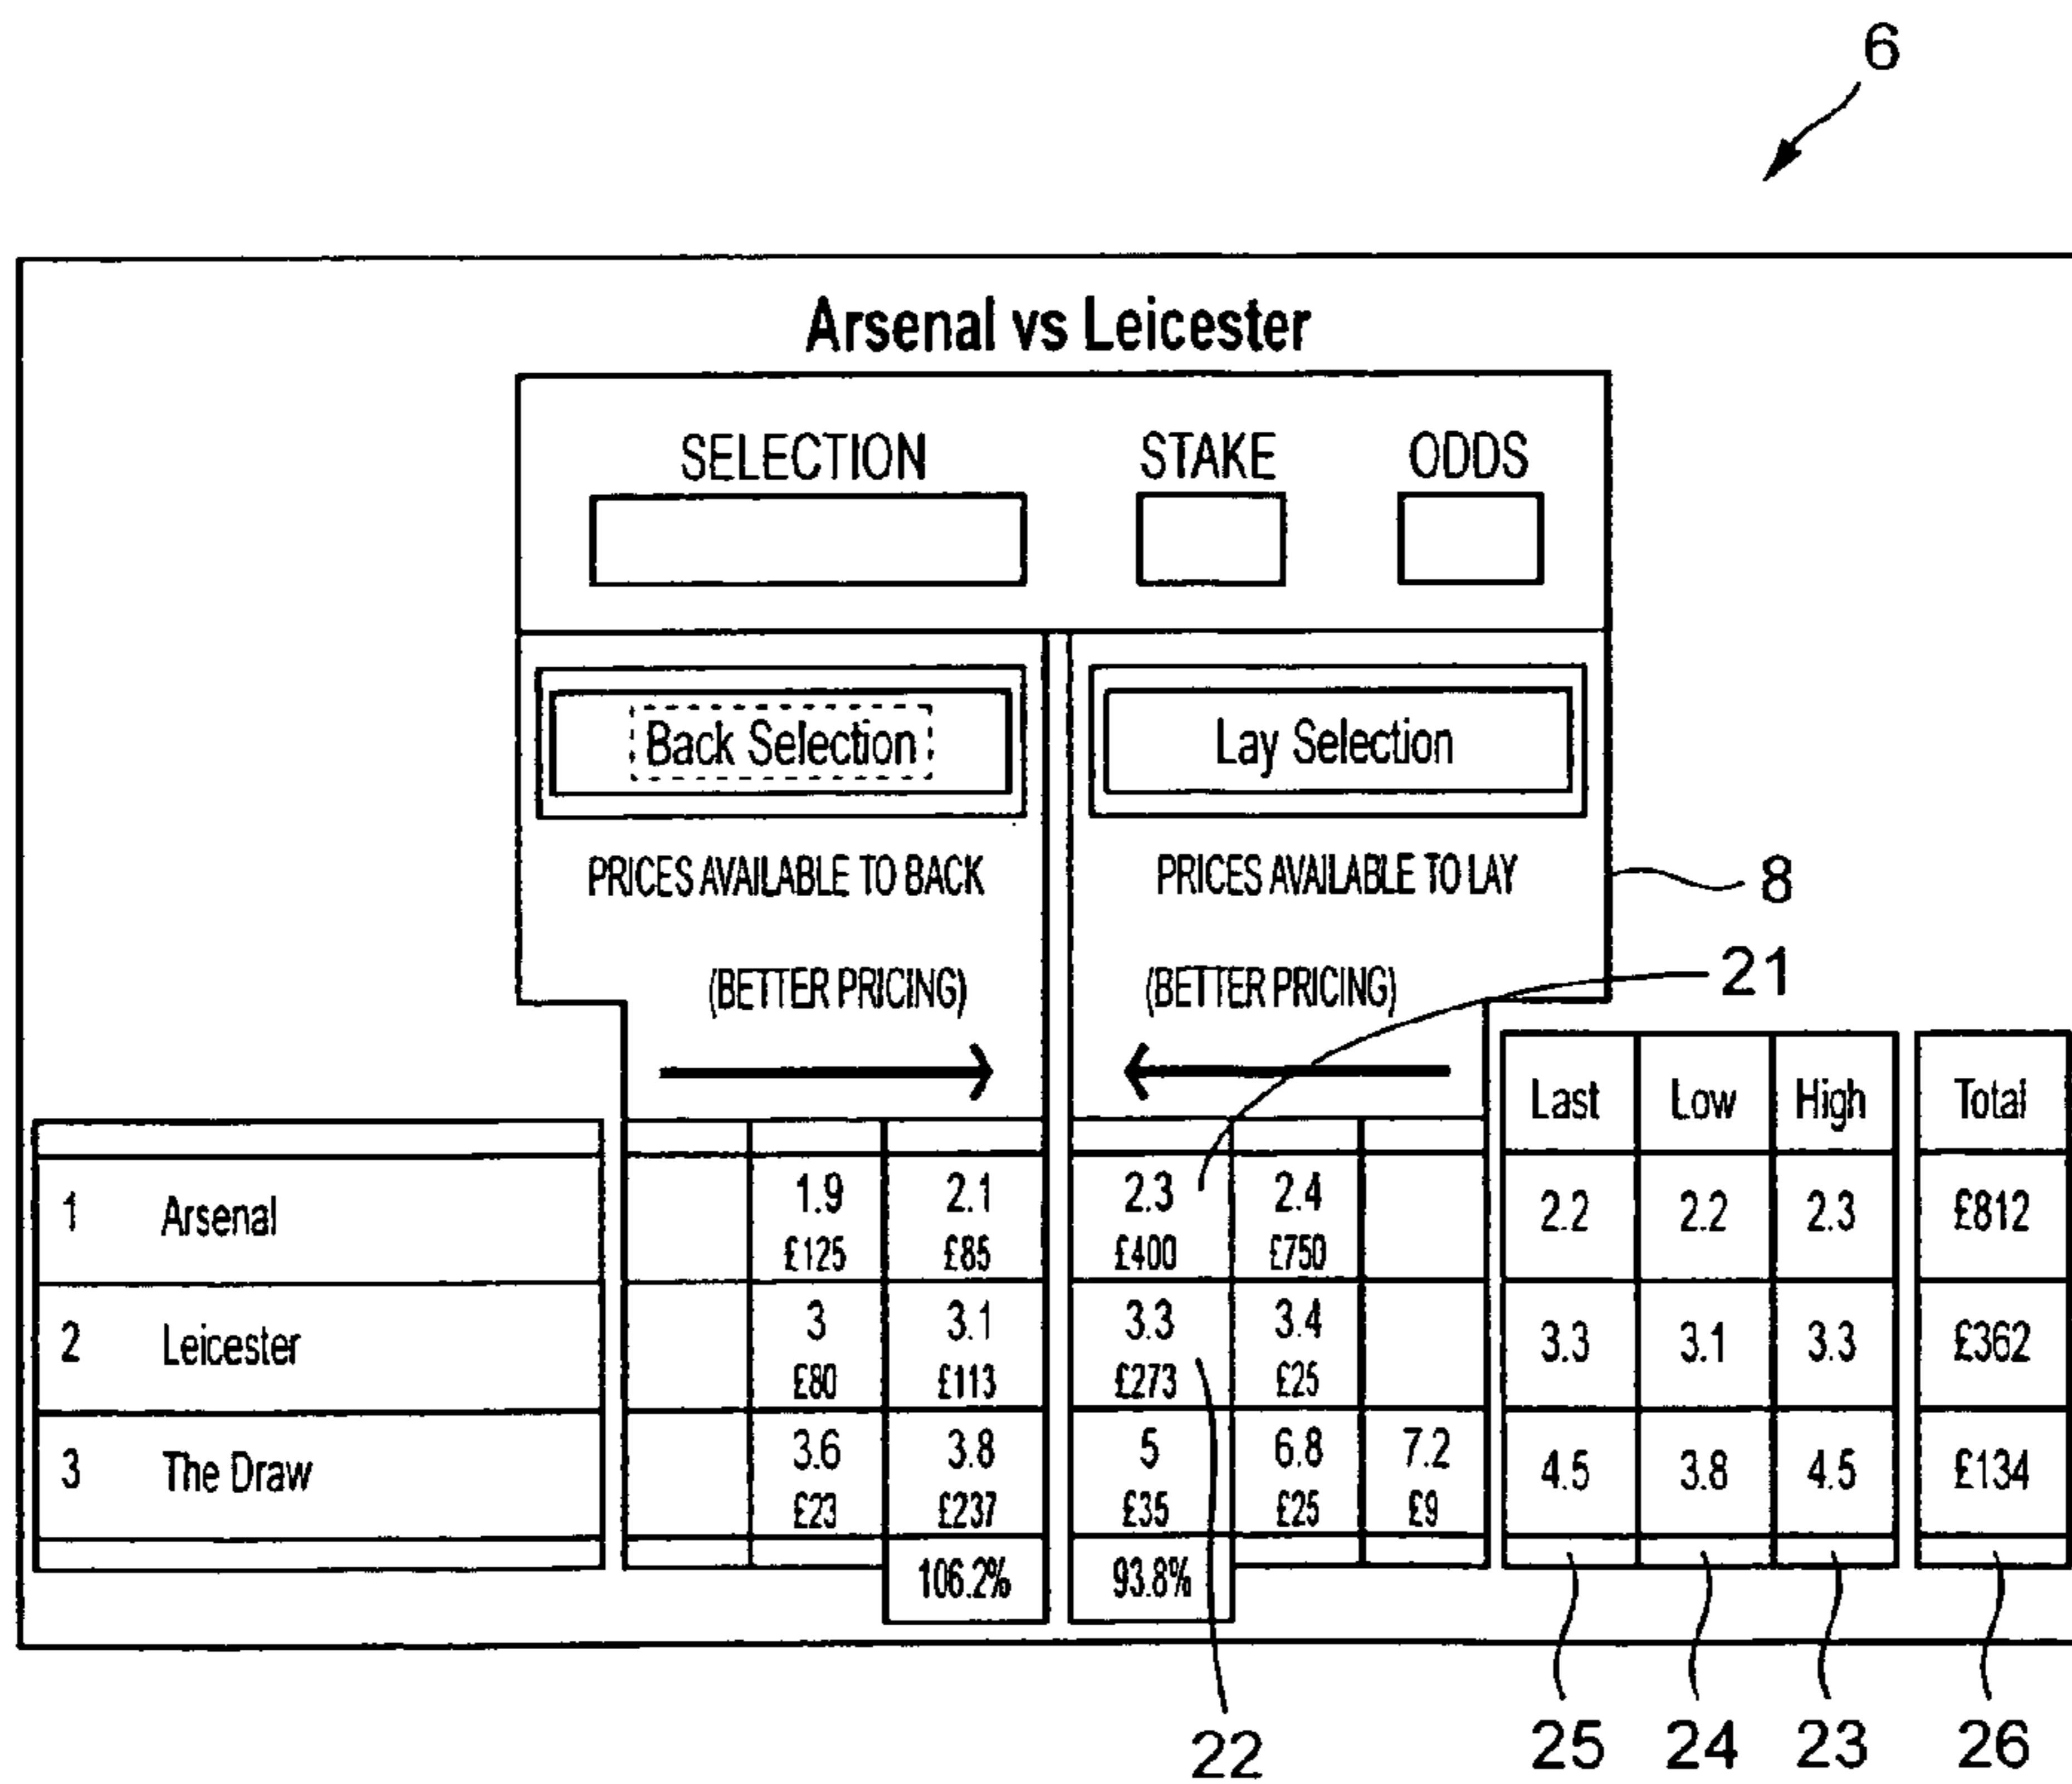 6
Arsenal vs Leicester
SELECTION STAKE ODDS
Back Selection Lay Selection
PRICES AVAILABLE TO BACK PRICES AVAILABLE TO LAY
8
(BETTER PRICING) (BETTER PRICING)
21
Last Low High Total
1 Arsenal 1.9 2.1 2.3 2.4 2.2 2.2 2.3 £812
£125 £85 £400 £750
2 Leicester 3 3.1 3.3 3.4 3.3 3.1 3.3 £362
£80 £113 £273 £25
3 The Draw 3.6 3.8 5 6.8 7.2 4.5 3.8 4.5 £134
£23 £237 £35 £25 £9
106.2% 93.8%
22 25 24 23 26